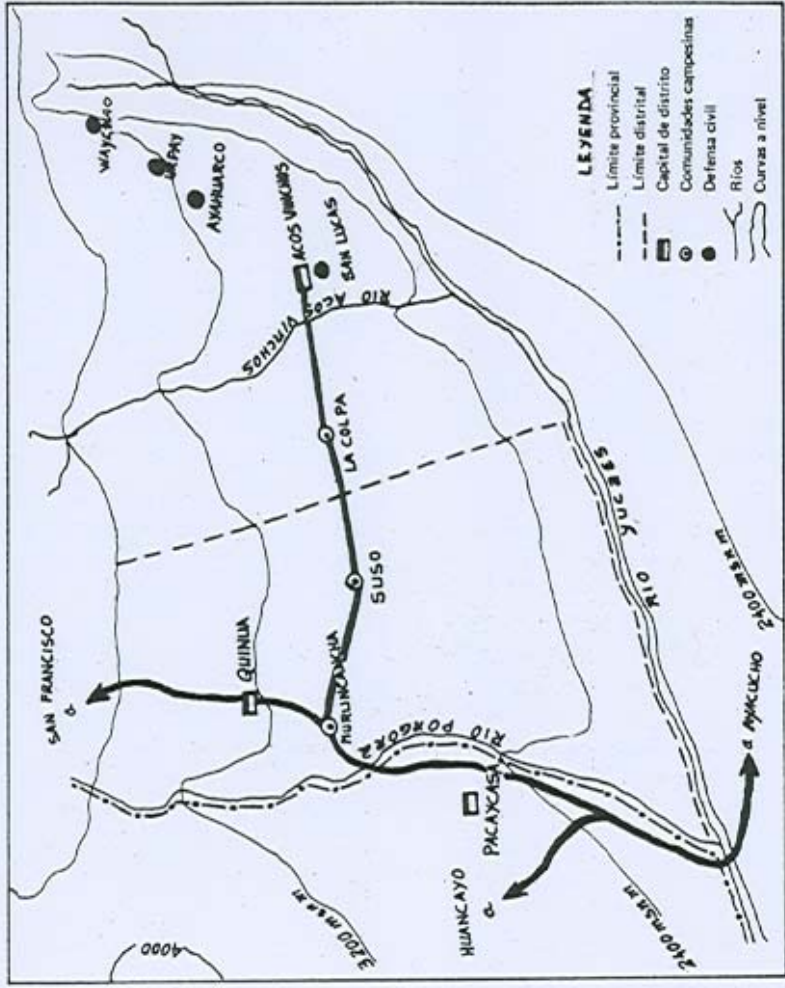 SAN FRANCISCO
a
QUINUA
MURUNCANCHA
SUSO
LA COLPA
RIO ACOS VINCHOS
ACOS VINCHOS
SAN LUCAS
AYAHUARCO
WAYCHAO
HUANCAYO
a
PACAYCASA
RIO PONGORA
RIO YUCAES
a AYACUCHO
4000
3200 msnm
2400 msnm
2400 msnm
LEYENDA
Límite provincial
Límite distrital
Capital de distrito
Comunidades campesinas
Defensa civil
Ríos
Curvas a nivel